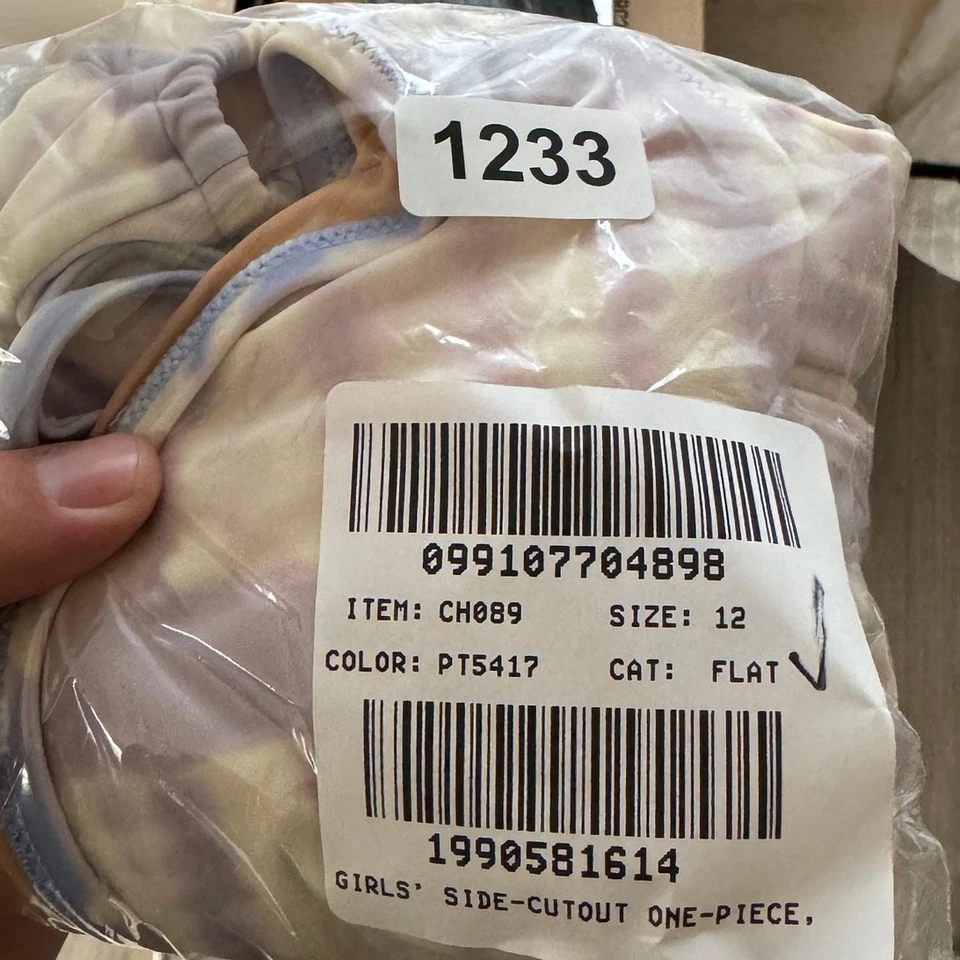 1233
099107704898
ITEM: CH089 SIZE: 12
COLOR: PT5417 CAT: FLAT
1990581614
GIRLS' SIDE-CUTOUT ONE-PIECE,